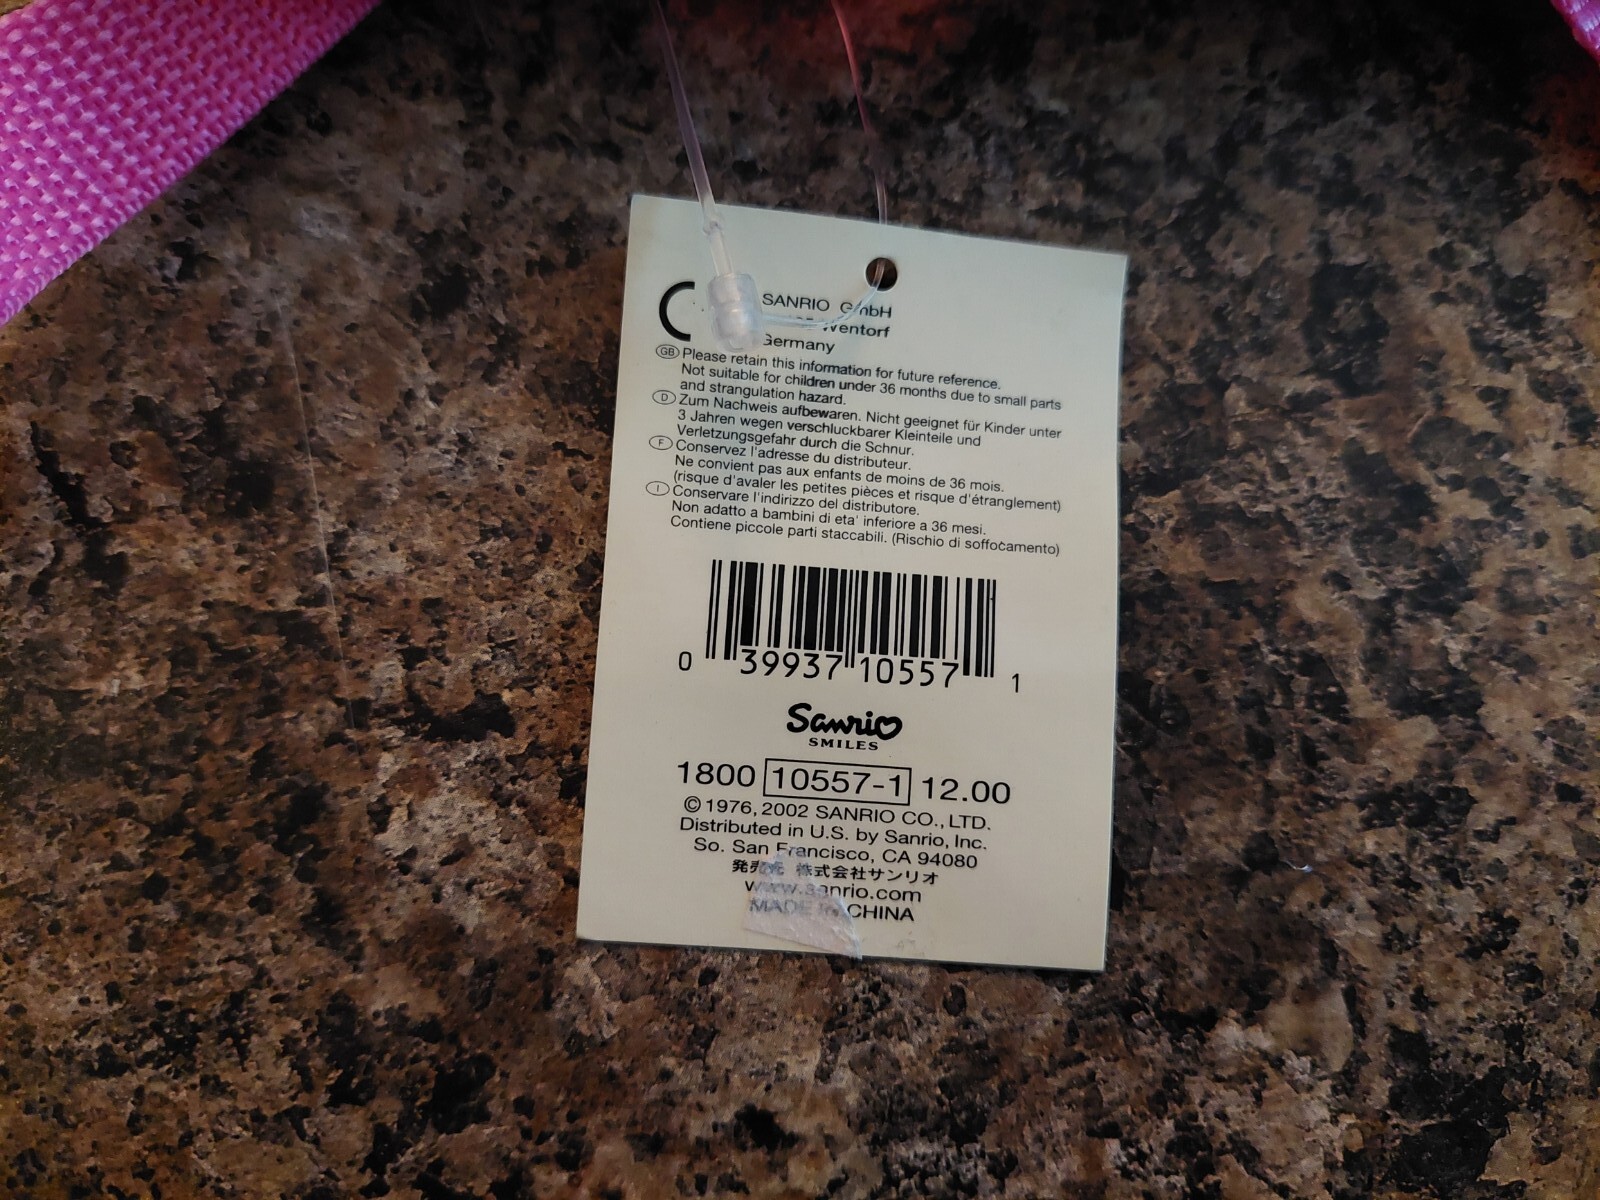 SANRIO GmbH
Wentorf
Germany
GB Please retain this information for future reference.
Not suitable for children under 36 months due to small parts
and strangulation hazard.
D Zum Nachweis aufbewaren. Nicht geeignet für Kinder unter
3 Jahren wegen verschluckbarer Kleinteile und
Verletzungsgefahr durch die Schnur.
F Conservez l'adresse du distributeur.
Ne convient pas aux enfants de moins de 36 mois.
(risque d'avaler les petites pièces et risque d'étranglement)
I Conservare l'indirizzo del distributore.
Non adatto a bambini di eta' inferiore a 36 mesi.
Contiene piccole parti staccabili. (Rischio di soffocamento)
0 39937 10557 1
Sanrio
SMILES
1800 10557-1 12.00
© 1976, 2002 SANRIO CO., LTD.
Distributed in U.S. by Sanrio, Inc.
So. San Francisco, CA 94080
発売元 株式会社サンリオ
www.sanrio.com
MADE IN CHINA